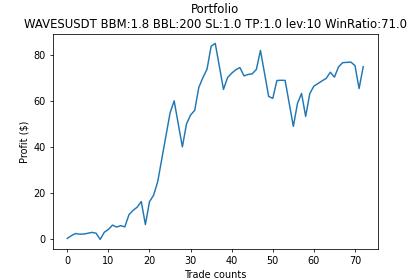 Portfolio
WAVESUSDT BBM:1.8 BBL:200 SL:1.0 TP:1.0 lev:10 WinRatio:71.0
Profit ($)
80
60
40
20
0
0 10 20 30 40 50 60 70
Trade counts